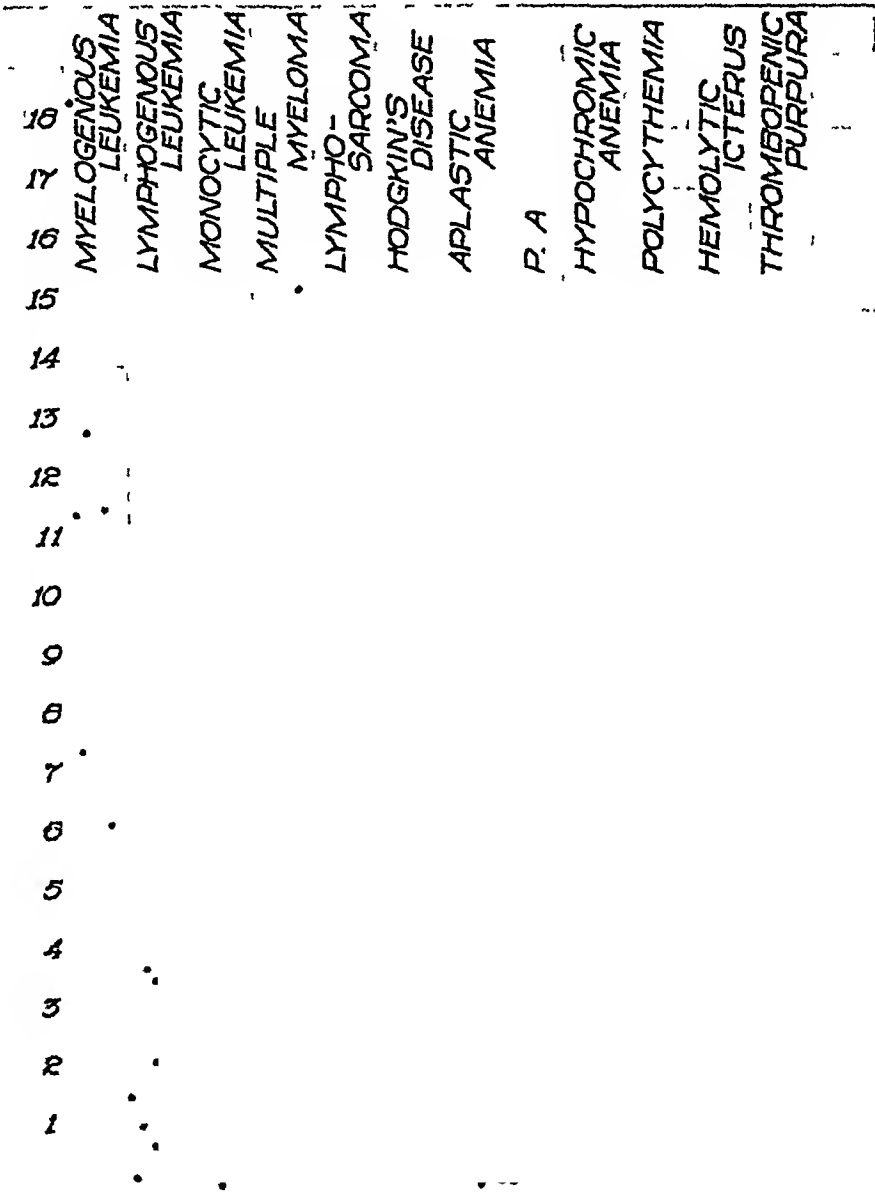 MYELOGENOUS
LEUKEMIA
LYMPHOGENOUS
LEUKEMIA
MONOCYTIC
LEUKEMIA
MULTIPLE
MYELOMA
LYMPHO-
SARCOMA
HODGKIN'S
DISEASE
APLASTIC
ANEMIA
P. A
HYPOCHROMIC
ANEMIA
POLYCYTHEMIA
HEMOLYTIC
ICTERUS
THROMBOPENIC
PURPURA
18
17
16
15
14
13
12
11
10
9
8
7
6
5
4
3
2
1